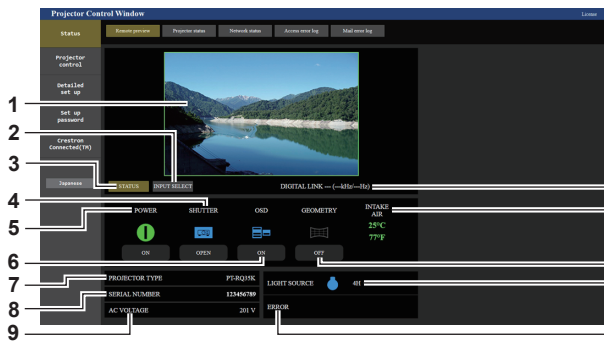 Projector Control Window
License
Status
Remote preview
Projector status
Network status
Access error log
Mail error log
Projector
control
Detailed
set up
Set up
password
Crestron
Connected(TM)
Japanese
1
2
3
STATUS
INPUT SELECT
DIGITAL LINK --- (---kHz/---Hz)
4
5
POWER
SHUTTER
OSD
GEOMETRY
INTAKE
AIR
25°C
77°F
6
ON
OPEN
ON
OFF
7
PROJECTOR TYPE
PT-RQ35K
LIGHT SOURCE
4H
8
SERIAL NUMBER
123456789
9
AC VOLTAGE
201 V
ERROR